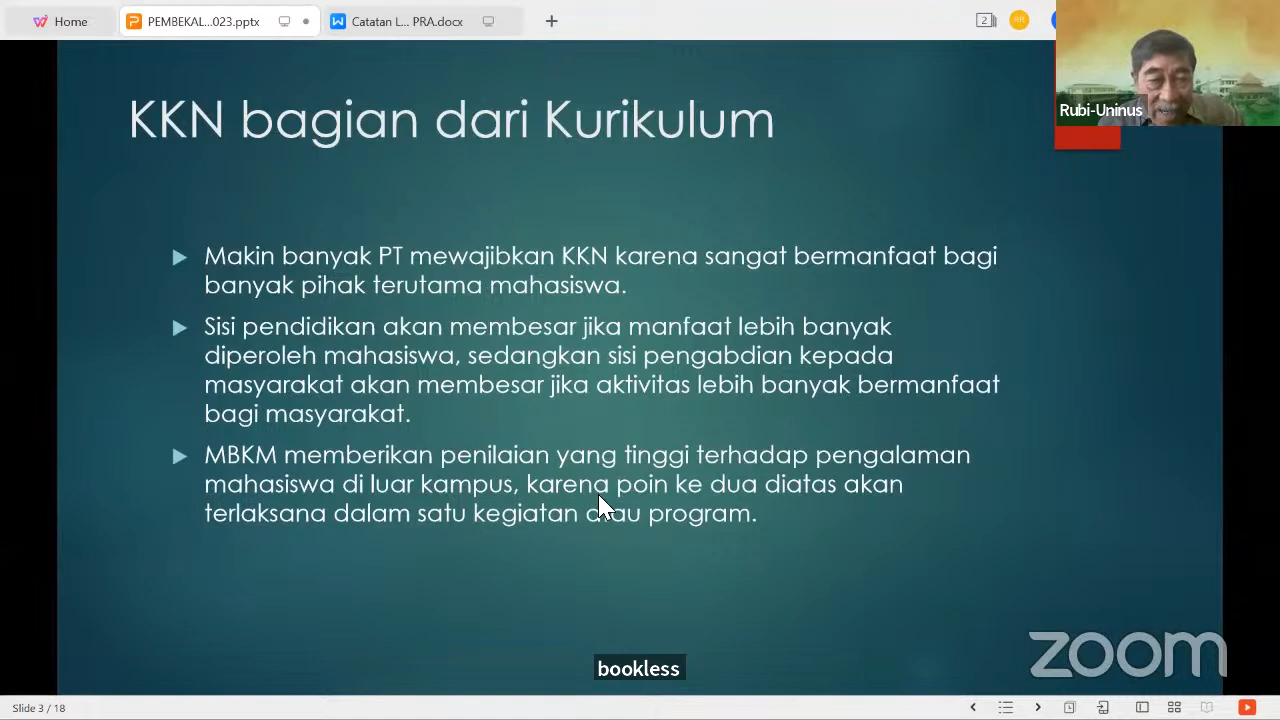 Home
PEMBEKAL...023.pptx
Catatan L... PRA.docx
2
RR
Rubi-Uninus
KKN bagian dari Kurikulum
Makin banyak PT mewajibkan KKN karena sangat bermanfaat bagi
banyak pihak terutama mahasiswa.
Sisi pendidikan akan membesar jika manfaat lebih banyak
diperoleh mahasiswa, sedangkan sisi pengabdian kepada
masyarakat akan membesar jika aktivitas lebih banyak bermanfaat
bagi masyarakat.
MBKM memberikan penilaian yang tinggi terhadap pengalaman
mahasiswa di luar kampus, karena poin ke dua diatas akan
terlaksana dalam satu kegiatan atau program.
zoom
bookless
Slide 3 / 18